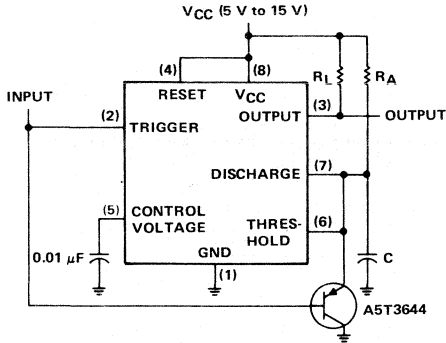 VCC (5 V to 15 V)
(4)
(8)
RL
RA
INPUT
RESET
VCC
(3)
(2)
OUTPUT
OUTPUT
TRIGGER
(7)
DISCHARGE
(5)
CONTROL
VOLTAGE
(6)
THRES-
HOLD
0.01 µF
GND
C
(1)
A5T3644